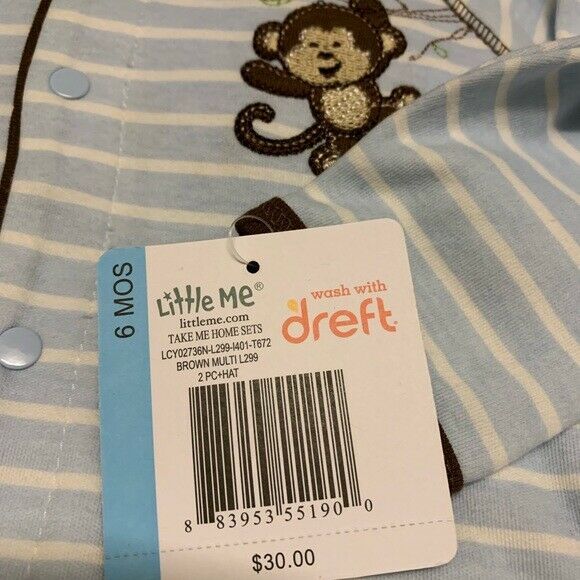 6 MOS
Little Me®
littleme.com
TAKE ME HOME SETS
LCY02736N-L299-I401-T672
BROWN MULTI L299
2 PC+HAT
wash with
dreft
8 83953 55190 0
$30.00